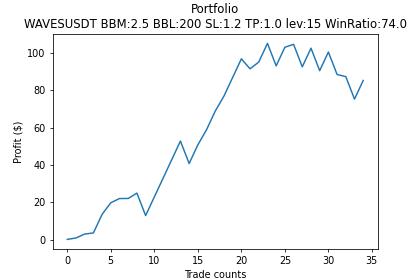 Portfolio
WAVESUSDT BBM:2.5 BBL:200 SL:1.2 TP:1.0 lev:15 WinRatio:74.0
Profit ($)
100
80
60
40
20
0
0 5 10 15 20 25 30 35
Trade counts